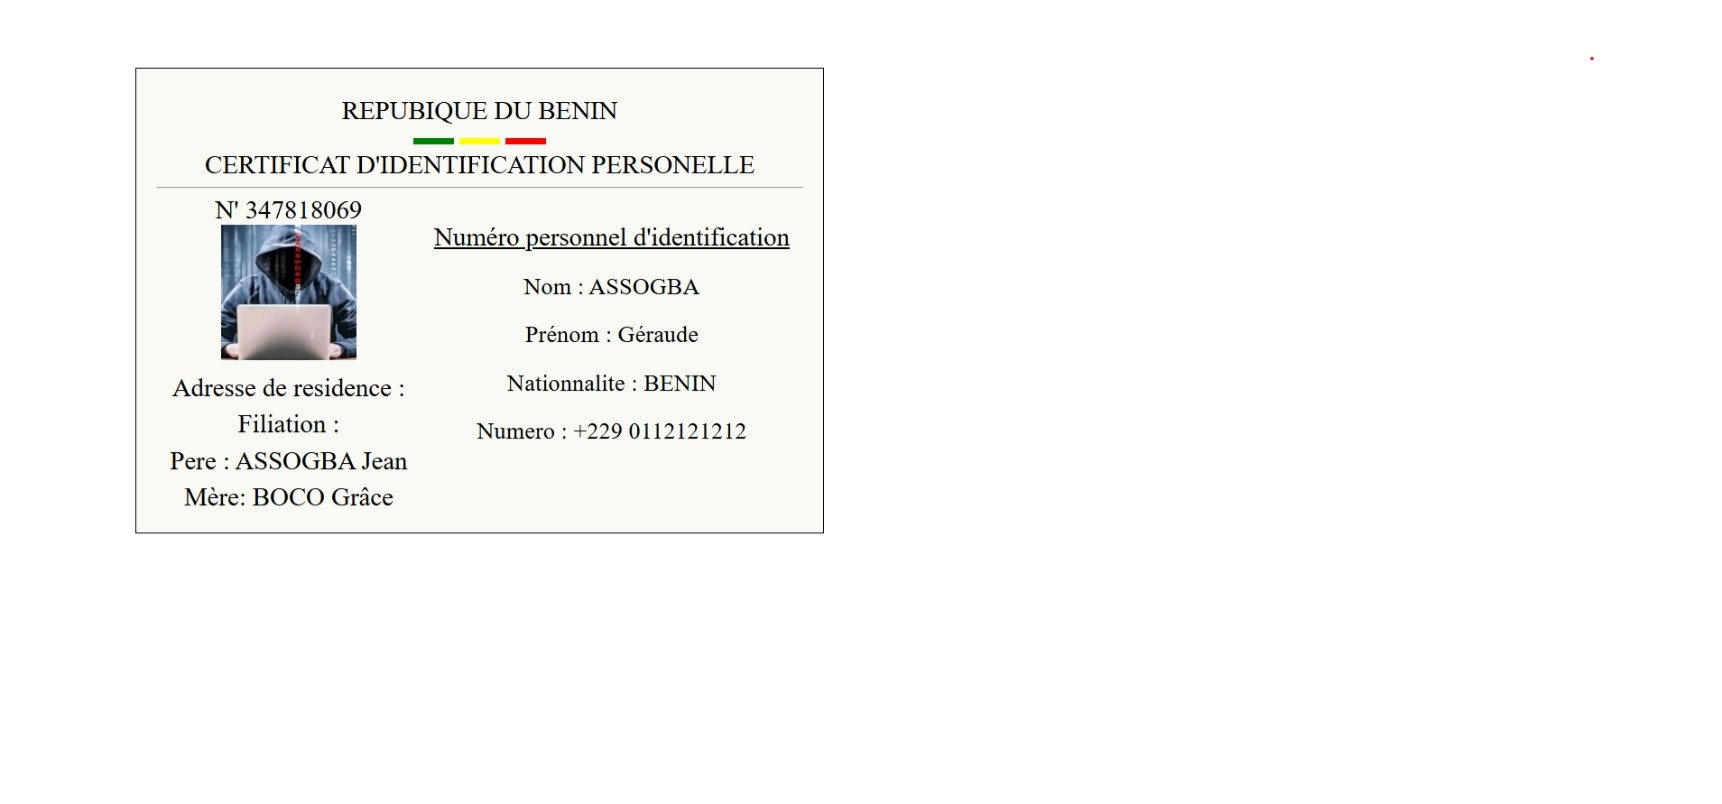 REPUBIQUE DU BENIN
CERTIFICAT D'IDENTIFICATION PERSONELLE
N' 347818069
Adresse de residence :
Filiation :
Pere : ASSOGBA Jean
Mère: BOCO Grâce
Numéro personnel d'identification
Nom : ASSOGBA
Prénom : Géraude
Nationnalite : BENIN
Numero : +229 0112121212